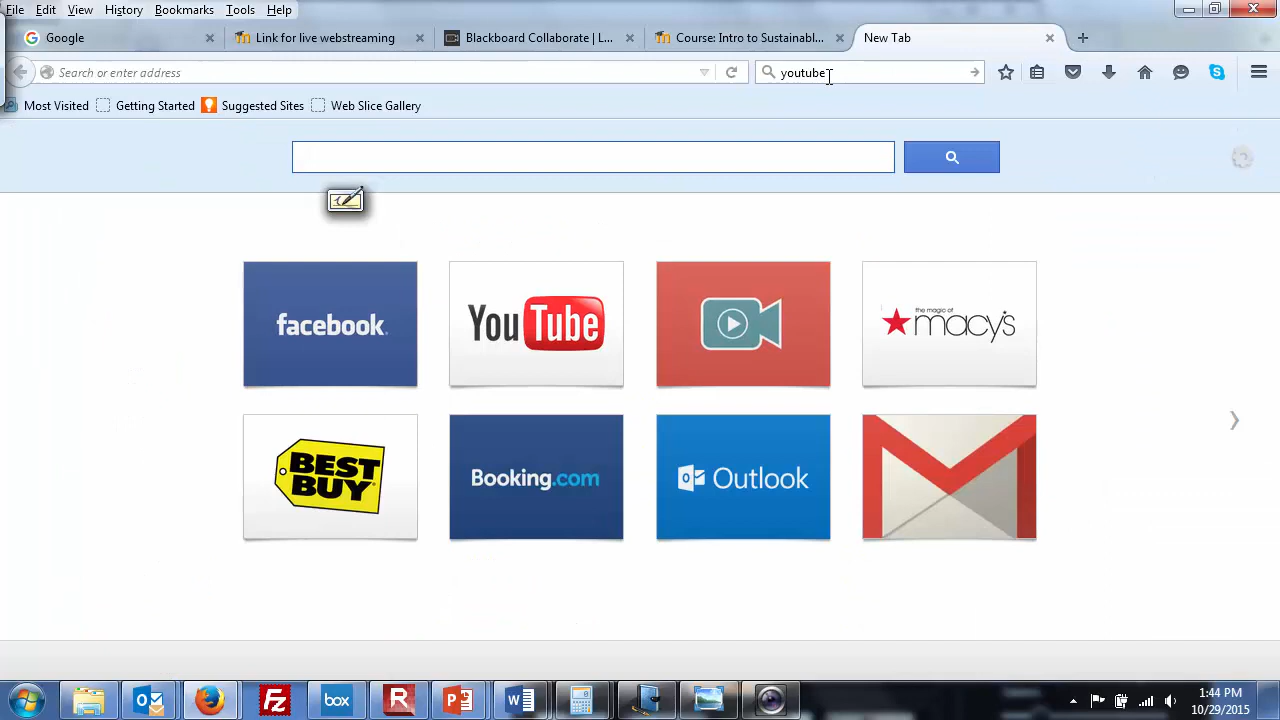 File Edit View History Bookmarks Tools Help
Google Link for live webstreaming Blackboard Collaborate | L... Course: Intro to Sustainabl... New Tab
Search or enter address youtube
Most Visited Getting Started Suggested Sites Web Slice Gallery
facebook YouTube the magic of macy's
BEST BUY Booking.com Outlook
box R P W
1:44 PM
10/29/2015